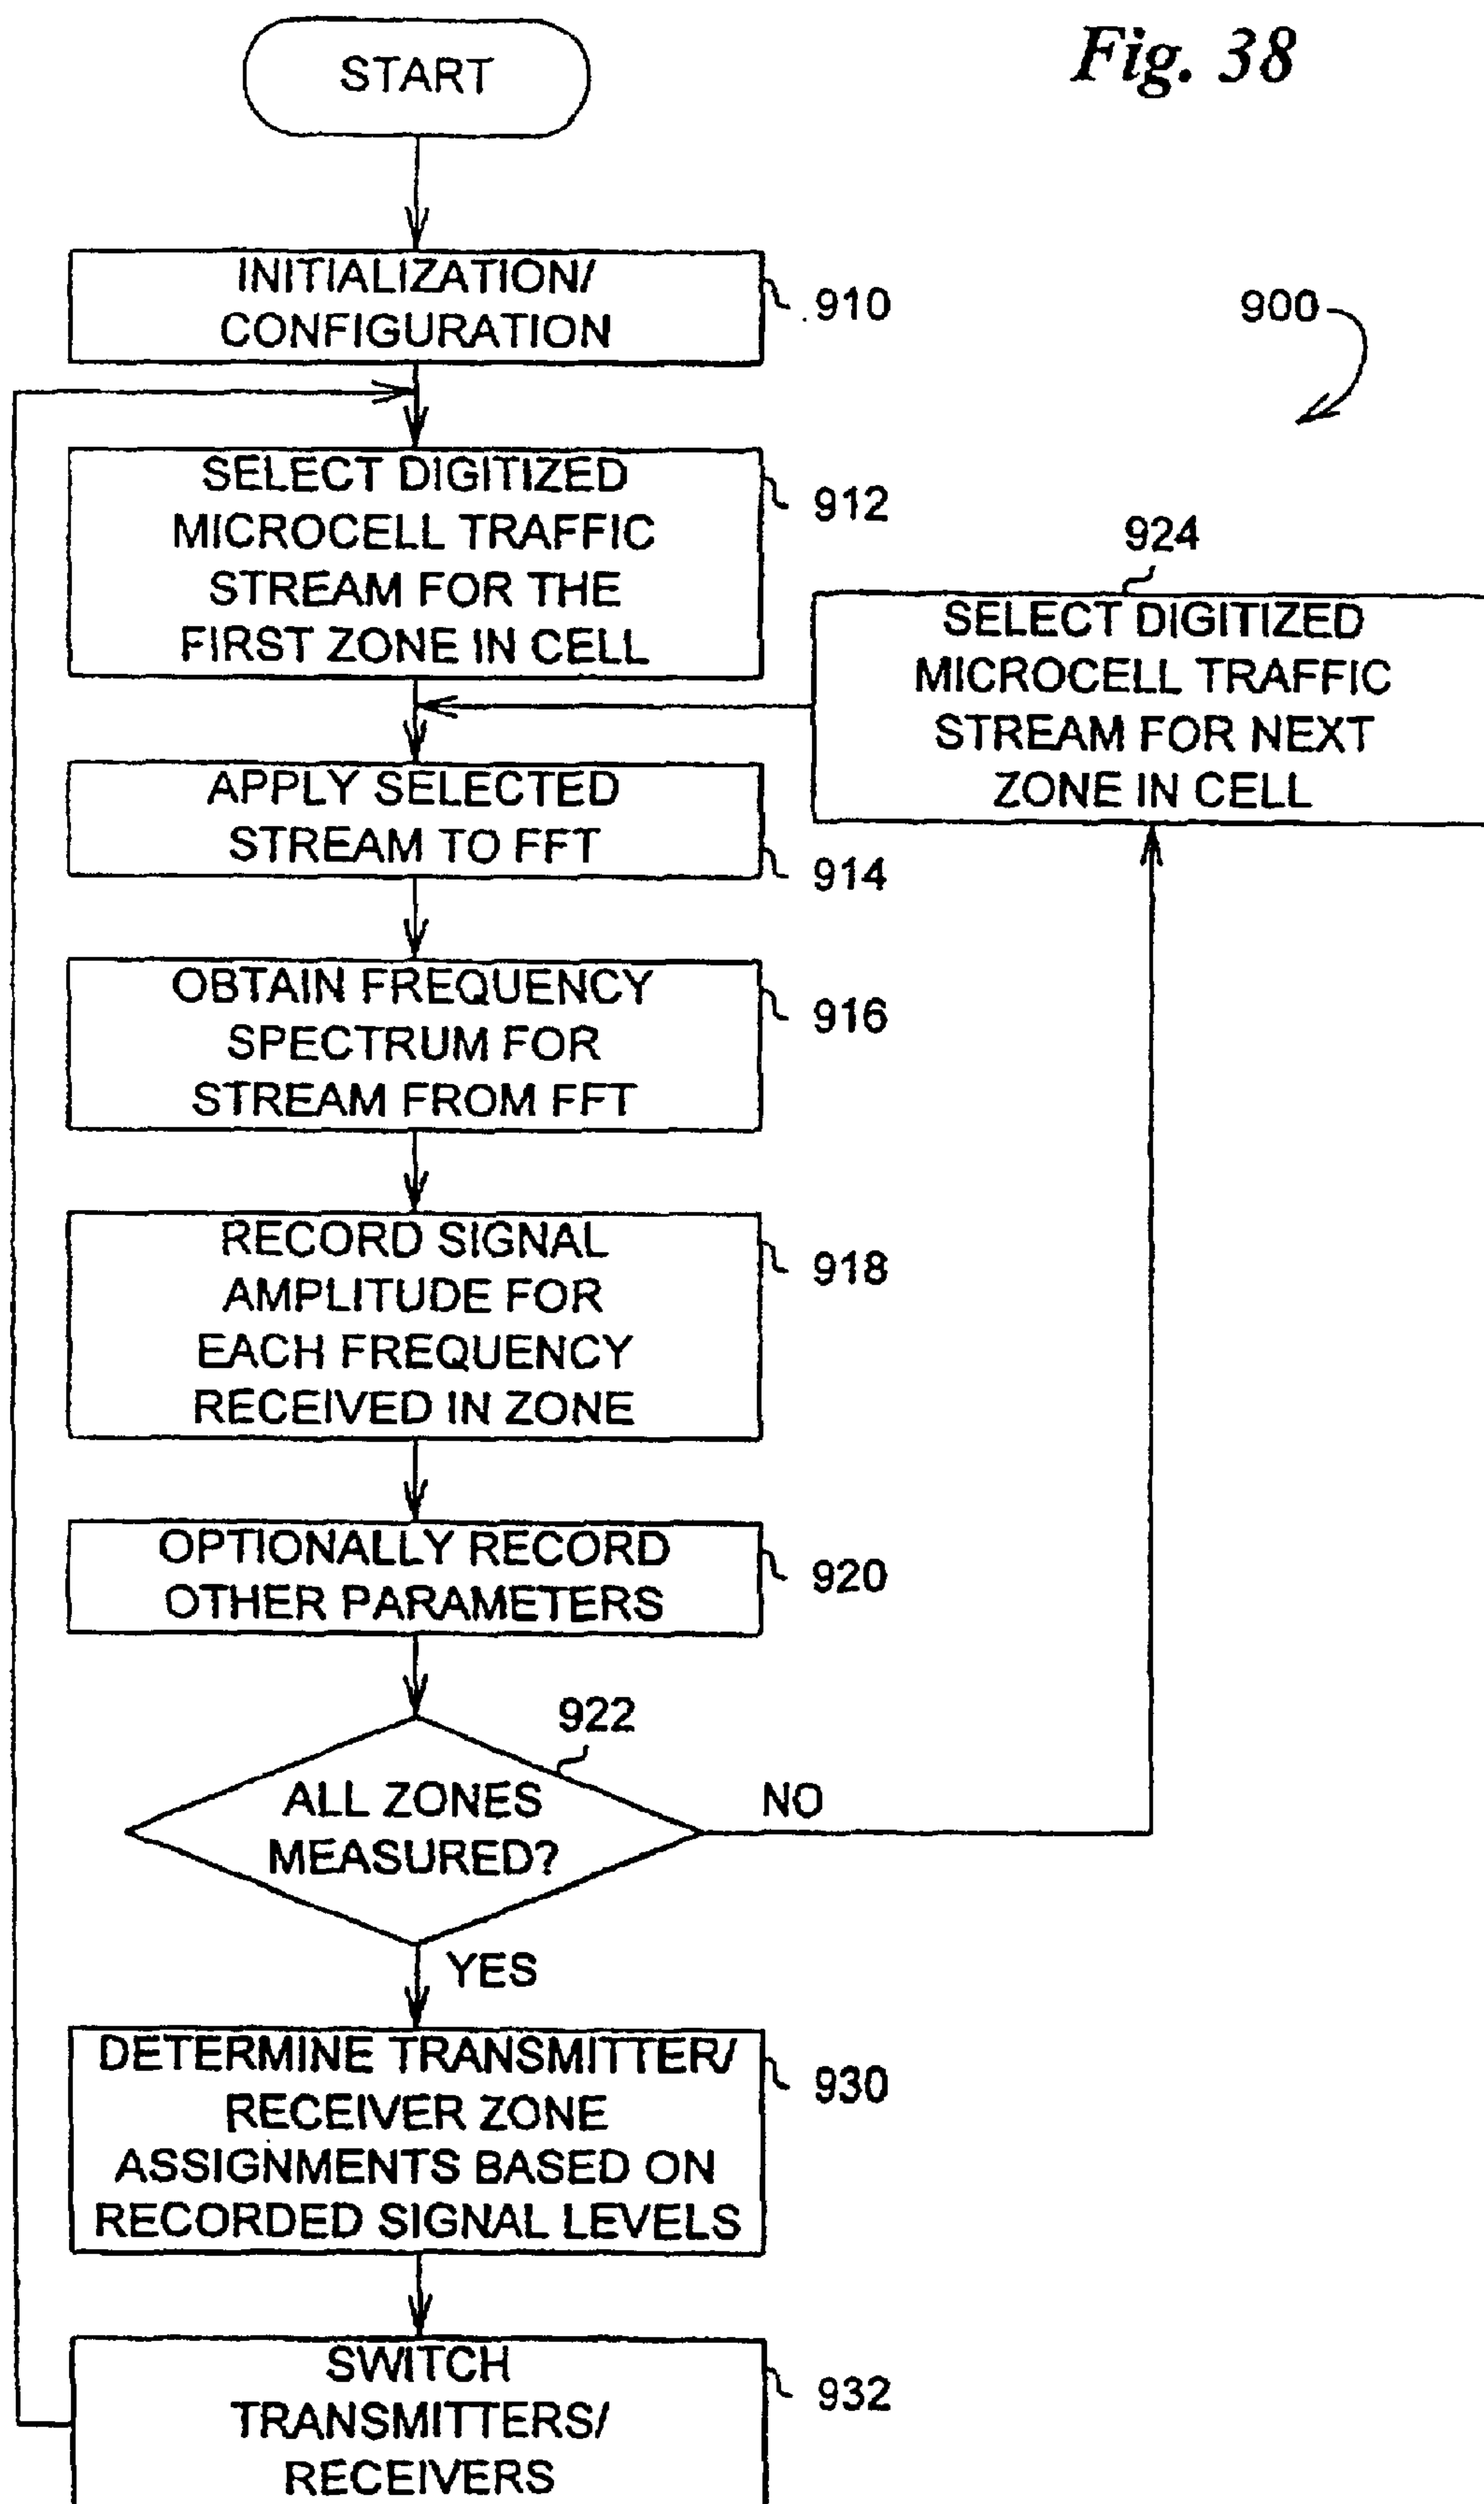 Fig. 38
START
INITIALIZATION/
CONFIGURATION
910
900
SELECT DIGITIZED
MICROCELL TRAFFIC
STREAM FOR THE
FIRST ZONE IN CELL
912
924
SELECT DIGITIZED
MICROCELL TRAFFIC
STREAM FOR NEXT
ZONE IN CELL
APPLY SELECTED
STREAM TO FFT
914
OBTAIN FREQUENCY
SPECTRUM FOR
STREAM FROM FFT
916
RECORD SIGNAL
AMPLITUDE FOR
EACH FREQUENCY
RECEIVED IN ZONE
918
OPTIONALLY RECORD
OTHER PARAMETERS
920
922
ALL ZONES
MEASURED?
NO
YES
DETERMINE TRANSMITTER/
RECEIVER ZONE
ASSIGNMENTS BASED ON
RECORDED SIGNAL LEVELS
930
SWITCH
TRANSMITTERS/
RECEIVERS
932